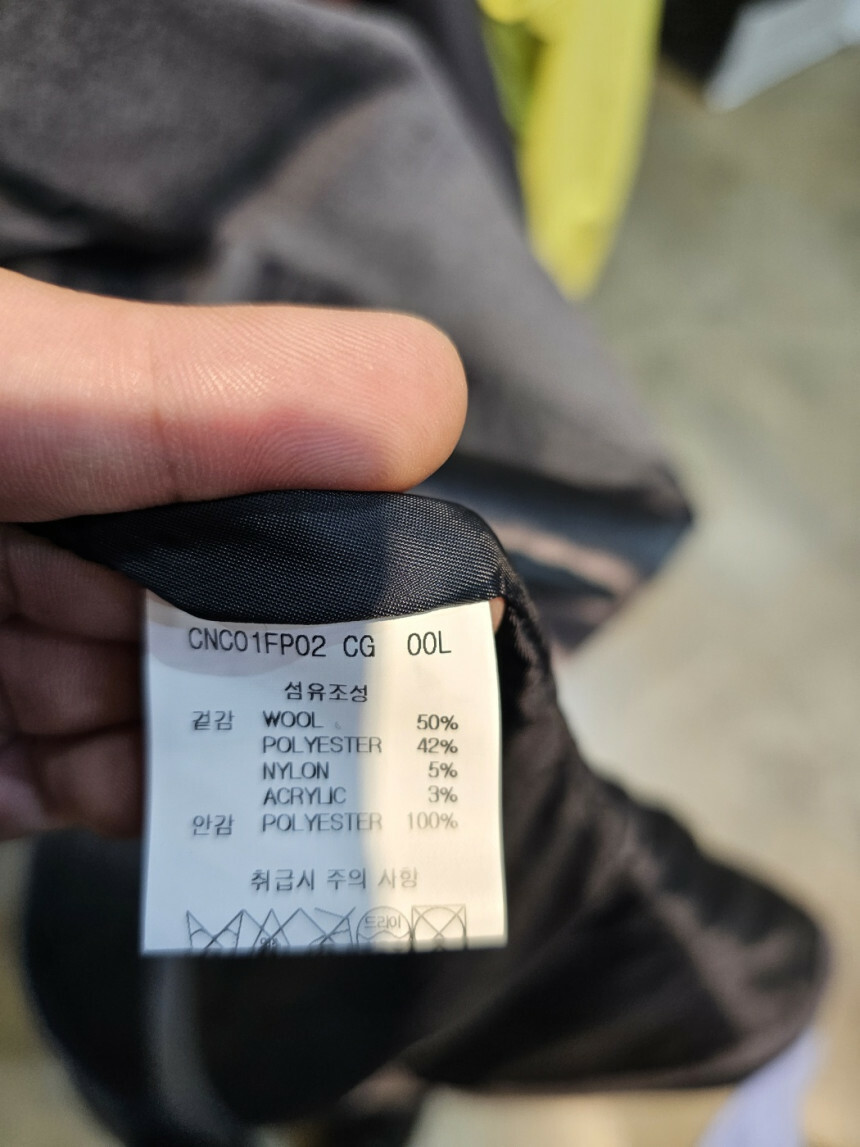 CNC01FP02 CG 00L
섬유조성
겉감 WOOL 50%
POLYESTER 42%
NYLON 5%
ACRYLIC 3%
안감 POLYESTER 100%
취급시 주의 사항
드라이